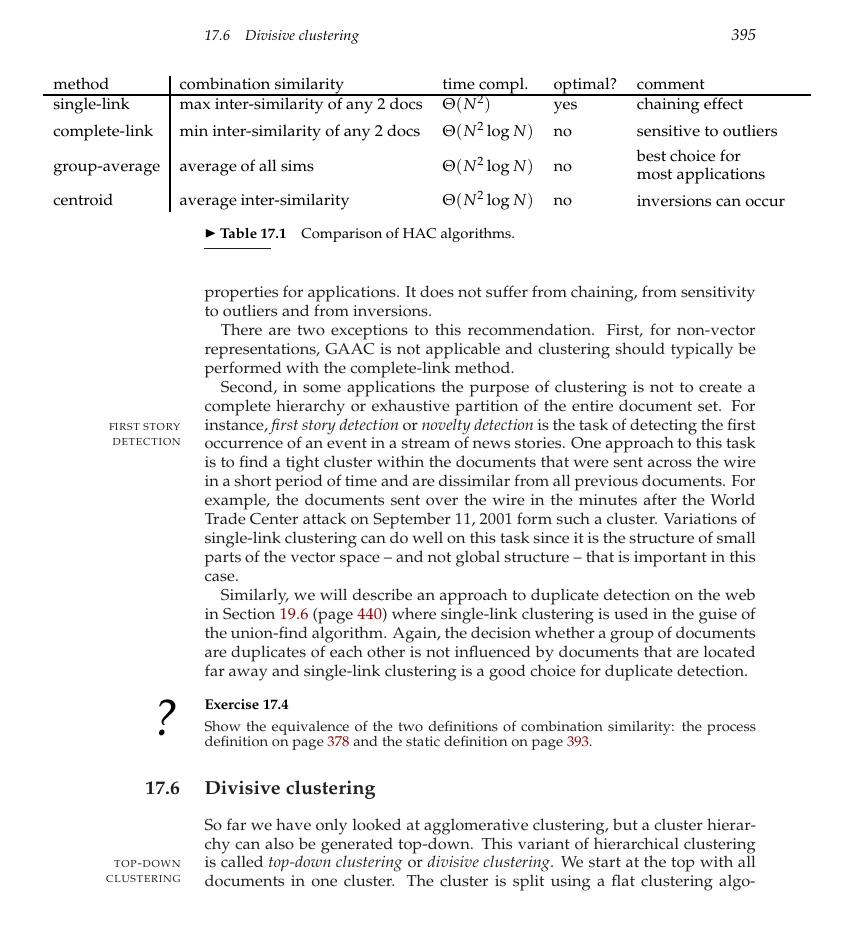 17.6 Divisive clustering 395
method combination similarity time compl. optimal? comment
single-link max inter-similarity of any 2 docs Θ(N²) yes chaining effect
complete-link min inter-similarity of any 2 docs Θ(N² log N) no sensitive to outliers
group-average average of all sims Θ(N² log N) no best choice for
most applications
centroid average inter-similarity Θ(N² log N) no inversions can occur
▶ Table 17.1 Comparison of HAC algorithms.
properties for applications. It does not suffer from chaining, from sensitivity
to outliers and from inversions.
There are two exceptions to this recommendation. First, for non-vector
representations, GAAC is not applicable and clustering should typically be
performed with the complete-link method.
Second, in some applications the purpose of clustering is not to create a
complete hierarchy or exhaustive partition of the entire document set. For
FIRST STORY
DETECTION
instance, first story detection or novelty detection is the task of detecting the first
occurrence of an event in a stream of news stories. One approach to this task
is to find a tight cluster within the documents that were sent across the wire
in a short period of time and are dissimilar from all previous documents. For
example, the documents sent over the wire in the minutes after the World
Trade Center attack on September 11, 2001 form such a cluster. Variations of
single-link clustering can do well on this task since it is the structure of small
parts of the vector space – and not global structure – that is important in this
case.
Similarly, we will describe an approach to duplicate detection on the web
in Section 19.6 (page 440) where single-link clustering is used in the guise of
the union-find algorithm. Again, the decision whether a group of documents
are duplicates of each other is not influenced by documents that are located
far away and single-link clustering is a good choice for duplicate detection.
?
Exercise 17.4
Show the equivalence of the two definitions of combination similarity: the process
definition on page 378 and the static definition on page 393.
17.6 Divisive clustering
So far we have only looked at agglomerative clustering, but a cluster hierar-
chy can also be generated top-down. This variant of hierarchical clustering
TOP-DOWN
CLUSTERING
is called top-down clustering or divisive clustering. We start at the top with all
documents in one cluster. The cluster is split using a flat clustering algo-